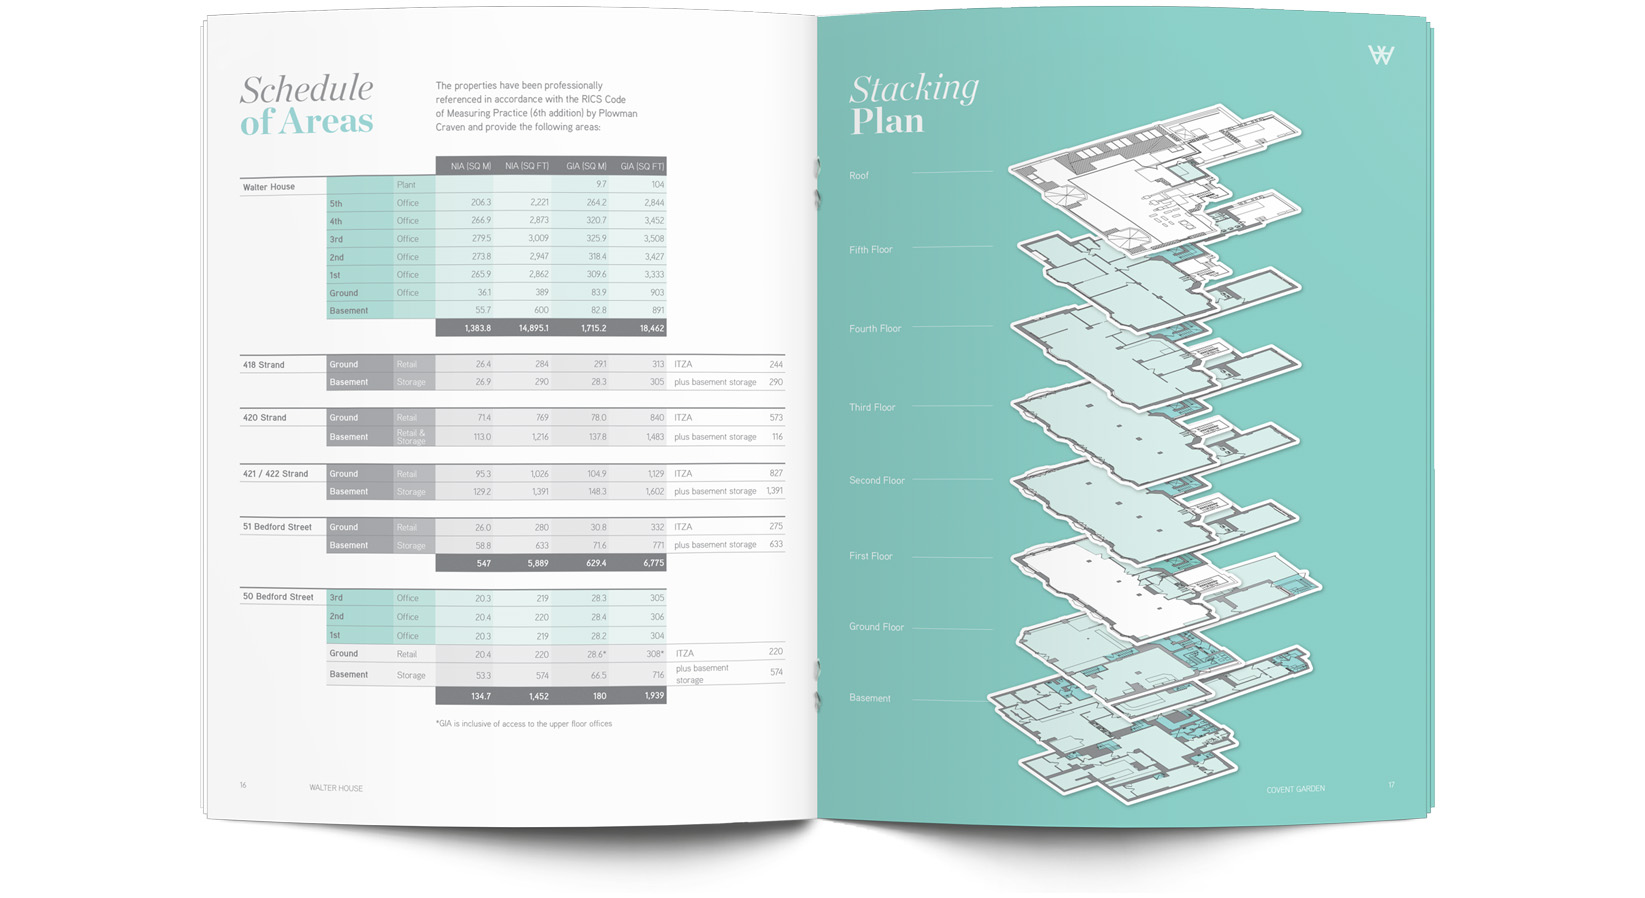 Schedule
of Areas
The properties have been professionally
referenced in accordance with the RICS Code
of Measuring Practice (6th addition) by Plowman
Craven and provide the following areas:
NIA (SQ M) NIA (SQ FT) GIA (SQ M) GIA (SQ FT)
Walter House Plant 9.7 104
5th Office 206.3 2,221 264.2 2,844
4th Office 266.9 2,873 320.7 3,452
3rd Office 279.5 3,009 325.9 3,508
2nd Office 273.8 2,947 318.4 3,427
1st Office 265.9 2,862 309.6 3,333
Ground Office 36.1 389 83.9 903
Basement 55.7 600 82.8 891
1,383.8 14,895.1 1,715.2 18,462
418 Strand Ground Retail 26.4 284 29.1 313 ITZA 244
Basement Storage 26.9 290 28.3 305 plus basement storage 290
420 Strand Ground Retail 71.4 769 78.0 840 ITZA 573
Basement Retail & Storage 113.0 1,216 137.8 1,483 plus basement storage 116
421 / 422 Strand Ground Retail 95.3 1,026 104.9 1,129 ITZA 827
Basement Storage 129.2 1,391 148.3 1,602 plus basement storage 1,391
51 Bedford Street Ground Retail 26.0 280 30.8 332 ITZA 275
Basement Storage 58.8 633 71.6 771 plus basement storage 633
547 5,889 629.4 6,775
50 Bedford Street 3rd Office 20.3 219 28.3 305
2nd Office 20.4 220 28.4 306
1st Office 20.3 219 28.2 304
Ground Retail 20.4 220 28.6* 308* ITZA 220
Basement Storage 53.3 574 66.5 716 plus basement storage 574
134.7 1,452 180 1,939
*GIA is inclusive of access to the upper floor offices
16 WALTER HOUSE
W
Stacking
Plan
Roof
Fifth Floor
Fourth Floor
Third Floor
Second Floor
First Floor
Ground Floor
Basement
COVENT GARDEN 17